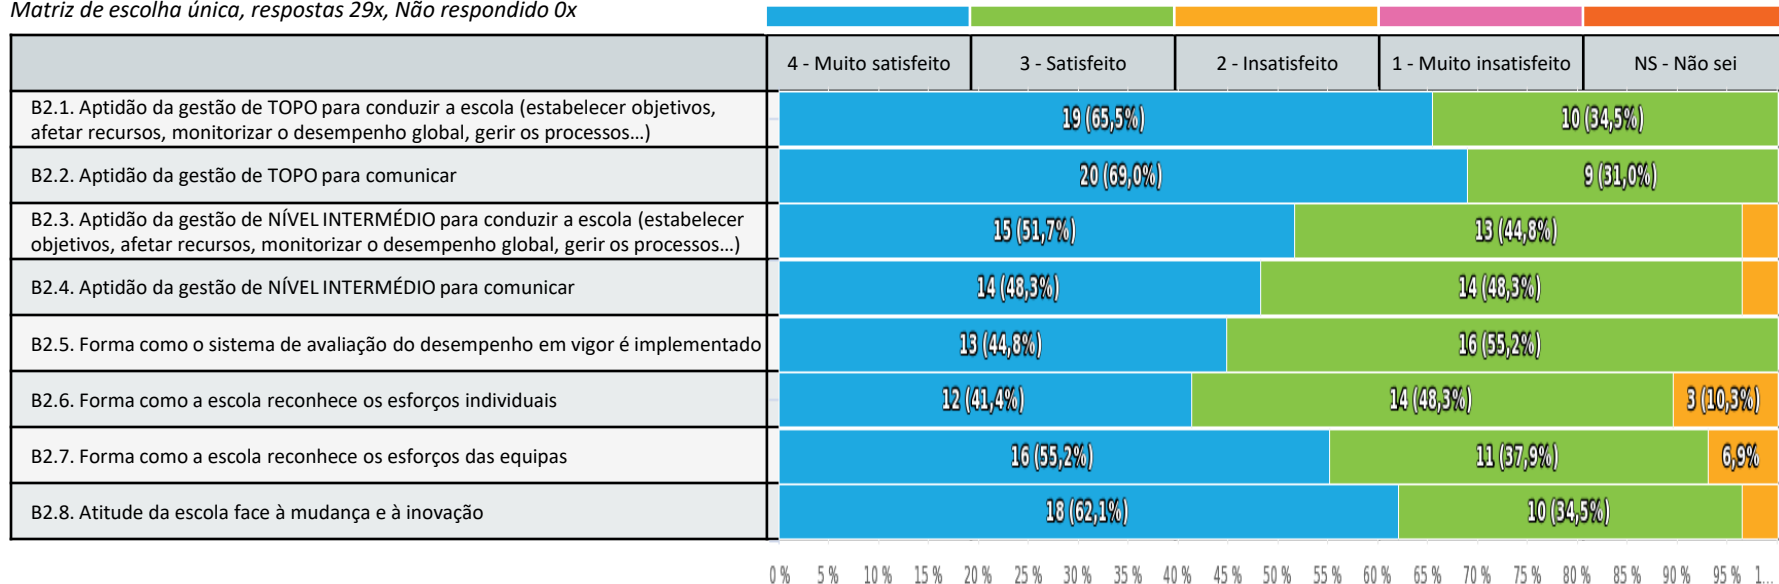 Matriz de escolha única, respostas 29x, Não respondido 0x
4 - Muito satisfeito 3 - Satisfeito 2 - Insatisfeito 1 - Muito insatisfeito NS - Não sei
B2.1. Aptidão da gestão de TOPO para conduzir a escola (estabelecer objetivos,
afetar recursos, monitorizar o desempenho global, gerir os processos...)
19 (65,5%) 10 (34,5%)
B2.2. Aptidão da gestão de TOPO para comunicar
20 (69,0%) 9 (31,0%)
B2.3. Aptidão da gestão de NÍVEL INTERMÉDIO para conduzir a escola (estabelecer
objetivos, afetar recursos, monitorizar o desempenho global, gerir os processos...)
15 (51,7%) 13 (44,8%)
B2.4. Aptidão da gestão de NÍVEL INTERMÉDIO para comunicar
14 (48,3%) 14 (48,3%)
B2.5. Forma como o sistema de avaliação do desempenho em vigor é implementado
13 (44,8%) 16 (55,2%)
B2.6. Forma como a escola reconhece os esforços individuais
12 (41,4%) 14 (48,3%) 3 (10,3%)
B2.7. Forma como a escola reconhece os esforços das equipas
16 (55,2%) 11 (37,9%) 6,9%
B2.8. Atitude da escola face à mudança e à inovação
18 (62,1%) 10 (34,5%)
0 % 5 % 10 % 15 % 20 % 25 % 30 % 35 % 40 % 45 % 50 % 55 % 60 % 65 % 70 % 75 % 80 % 85 % 90 % 95 % 1...